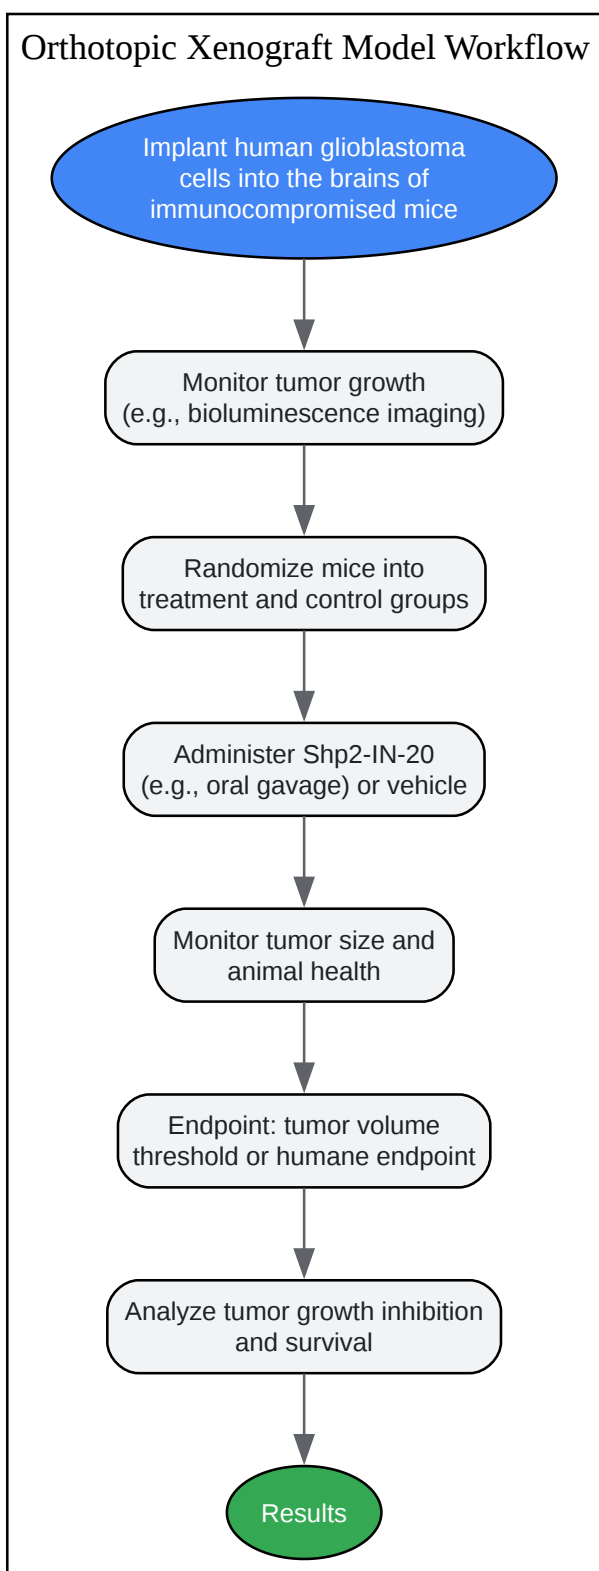 Orthotopic Xenograft Model Workflow
Implant human glioblastoma
cells into the brains of
immunocompromised mice
Monitor tumor growth
(e.g., bioluminescence imaging)
Randomize mice into
treatment and control groups
Administer Shp2-IN-20
(e.g., oral gavage) or vehicle
Monitor tumor size and
animal health
Endpoint: tumor volume
threshold or humane endpoint
Analyze tumor growth inhibition
and survival
Results